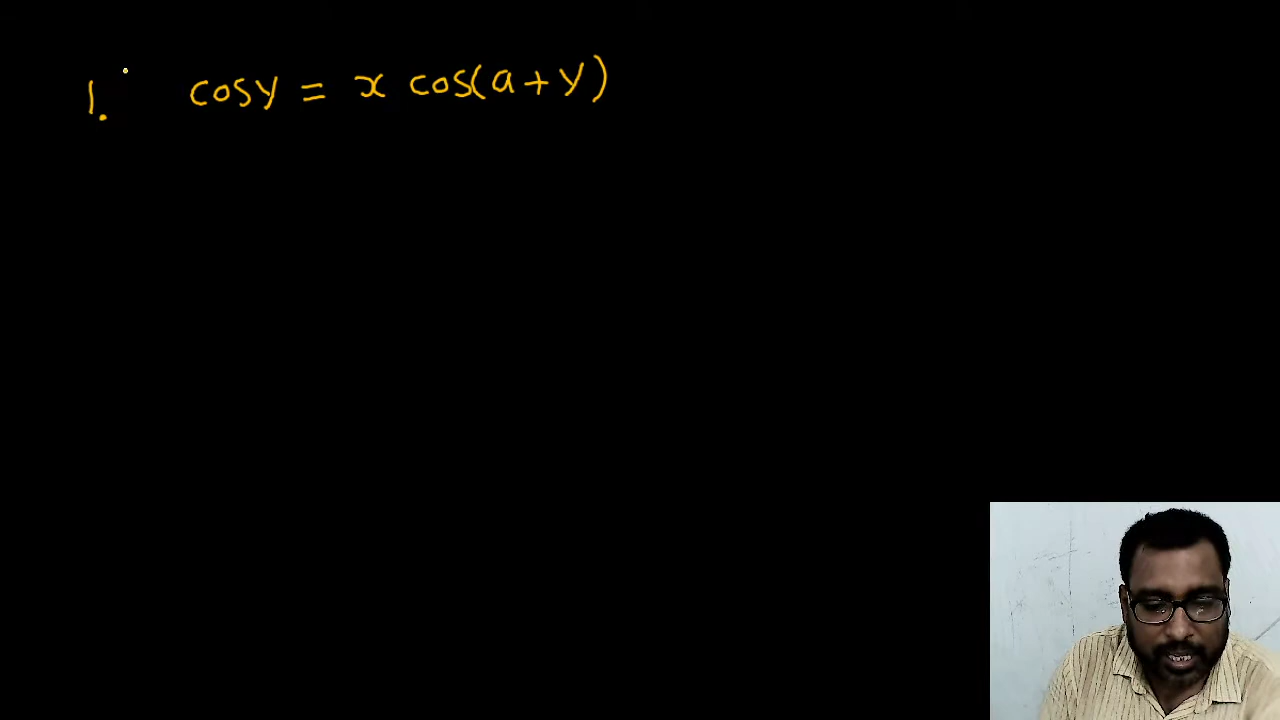 1. cosy = x cos(a+y)